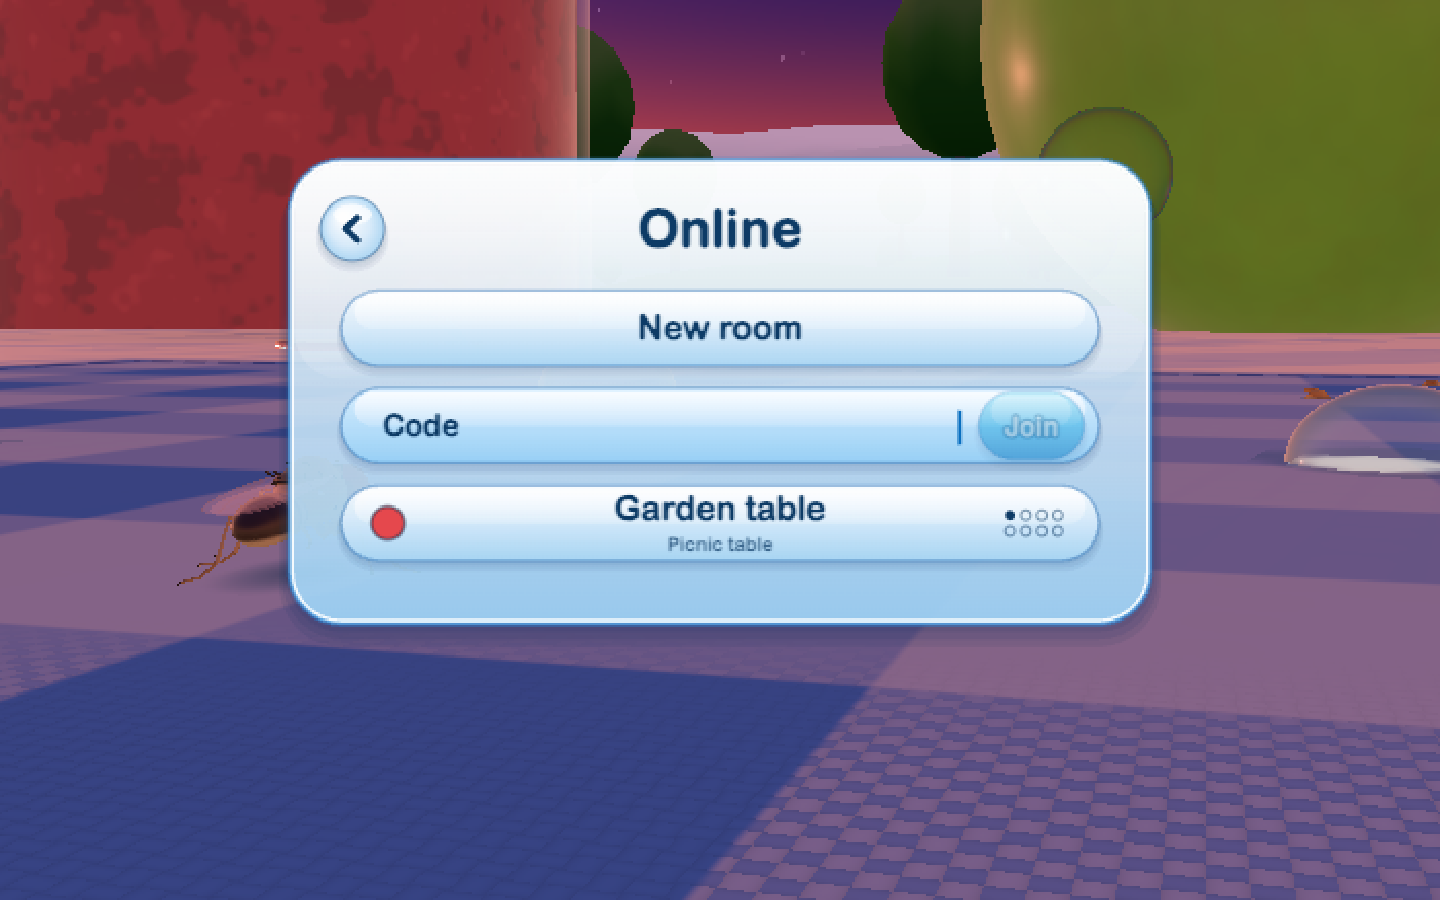 Online
New room
Code
Join
Garden table
Picnic table